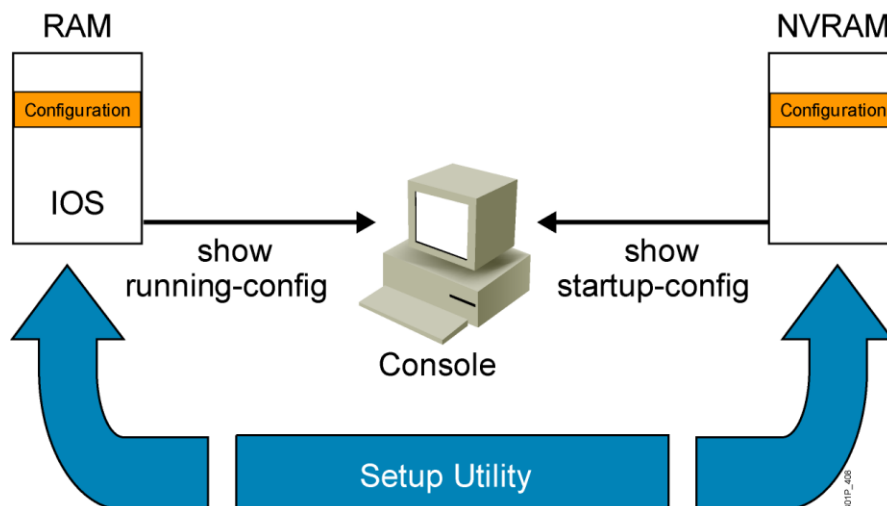 RAM
NVRAM
Configuration
Configuration
IOS
show
running-config
show
startup-config
Console
Setup Utility